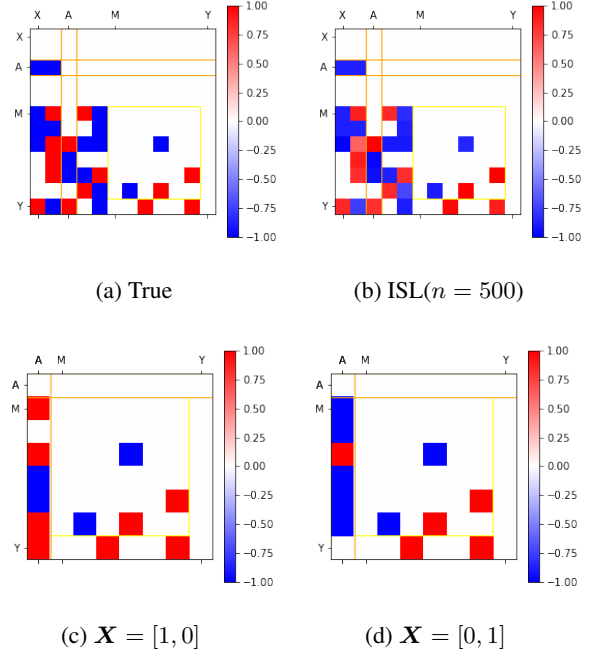 X A M Y
X A M Y
X
A
M
Y
1.00
0.75
0.50
0.25
0.00
−0.25
−0.50
−0.75
−1.00
X
A
M
Y
1.00
0.75
0.50
0.25
0.00
−0.25
−0.50
−0.75
−1.00
(a) True
(b) ISL(n = 500)
A M Y
A M Y
A
M
Y
1.00
0.75
0.50
0.25
0.00
−0.25
−0.50
−0.75
−1.00
A
M
Y
1.00
0.75
0.50
0.25
0.00
−0.25
−0.50
−0.75
−1.00
(c) X = [1, 0]
(d) X = [0, 1]